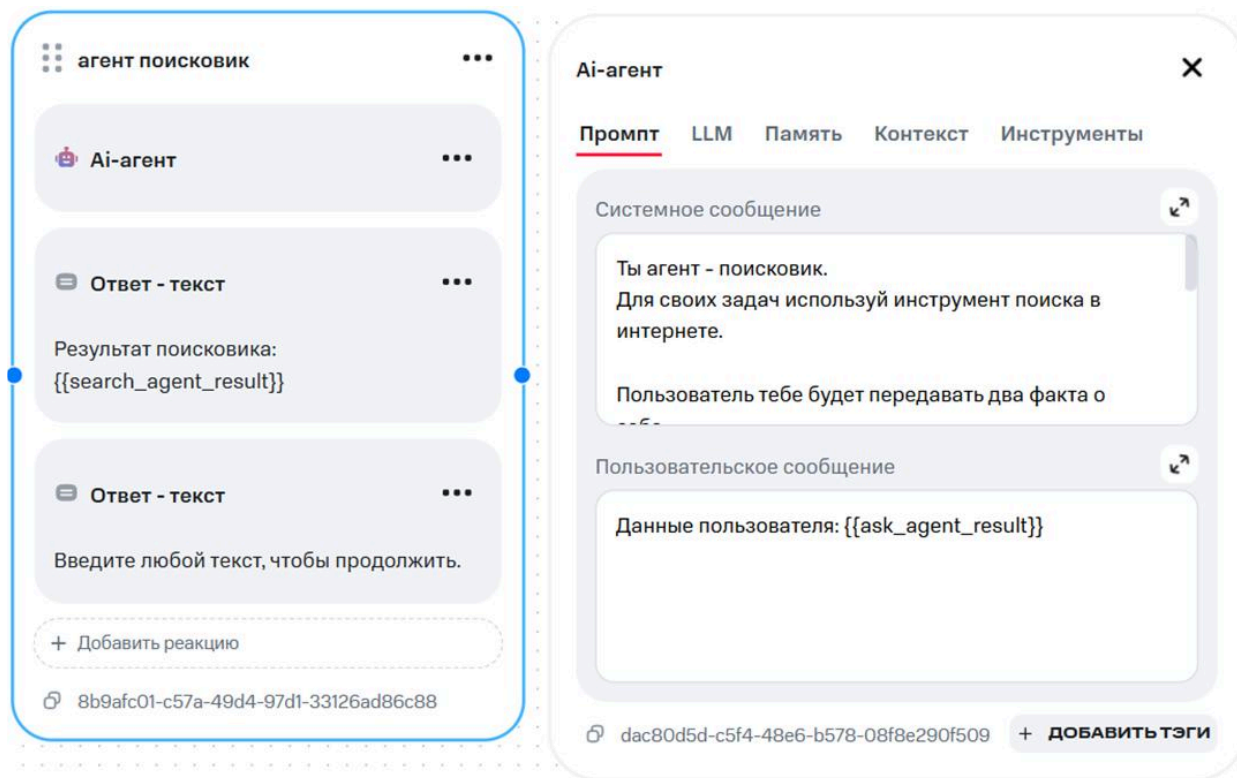 агент поисковик
Ai-агент
Ответ - текст
Результат поисковика:
{{search_agent_result}}
Ответ - текст
Введите любой текст, чтобы продолжить.
+ Добавить реакцию
8b9afc01-c57a-49d4-97d1-33126ad86c88
Ai-агент
Промпт LLM Память Контекст Инструменты
Системное сообщение
Ты агент - поисковик.
Для своих задач используй инструмент поиска в
интернете.
Пользователь тебе будет передавать два факта о
Пользовательское сообщение
Данные пользователя: {{ask_agent_result}}
dac80d5d-c5f4-48e6-b578-08f8e290f509
+ ДОБАВИТЬ ТЭГИ